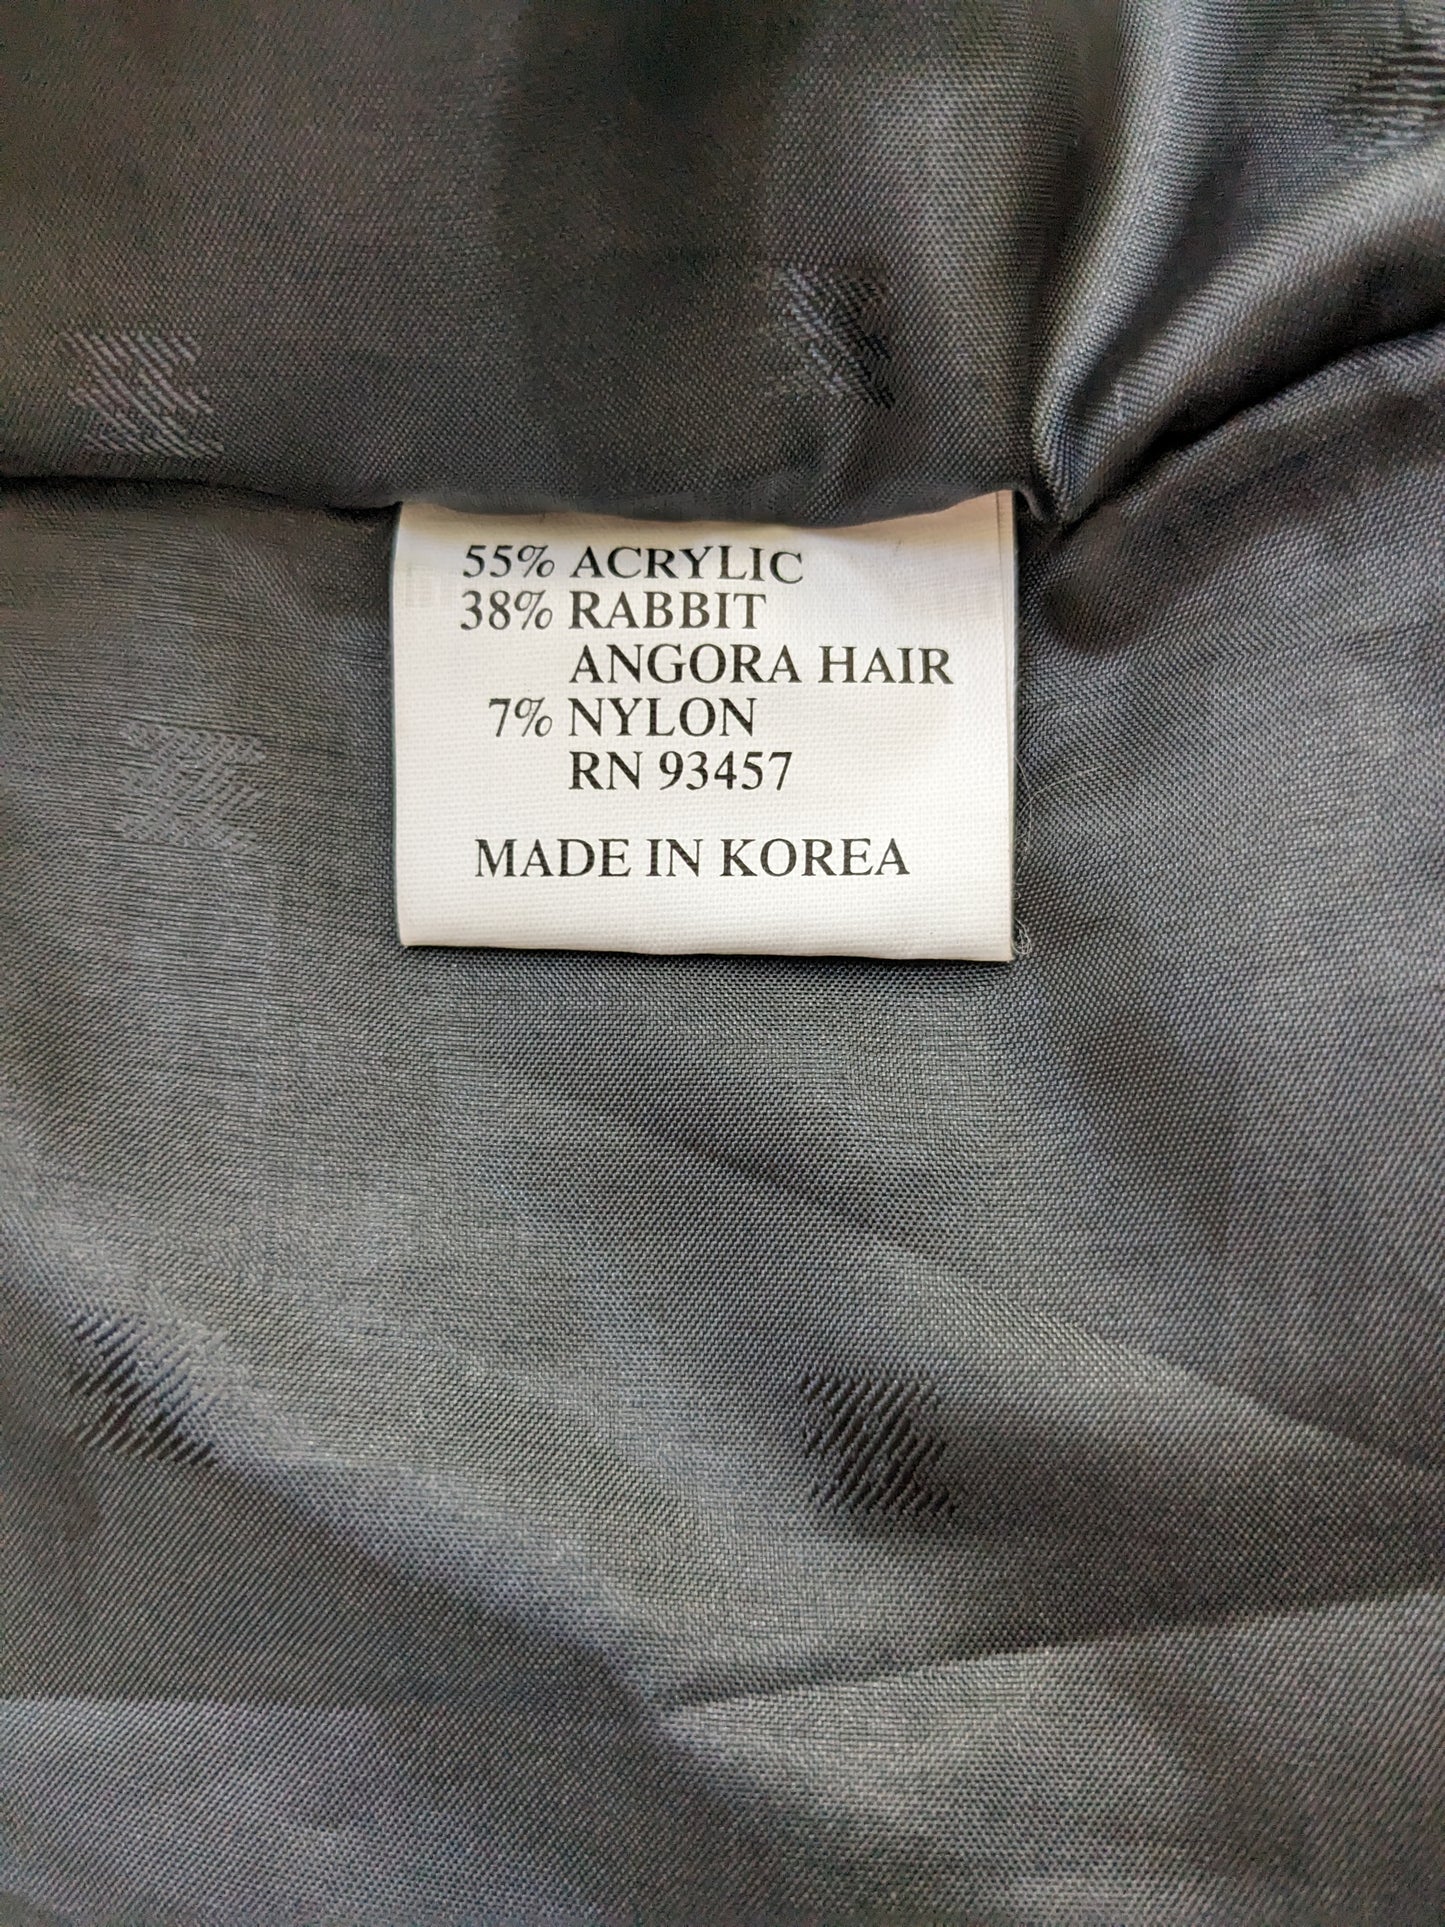 55% ACRYLIC
38% RABBIT
ANGORA HAIR
7% NYLON
RN 93457
MADE IN KOREA